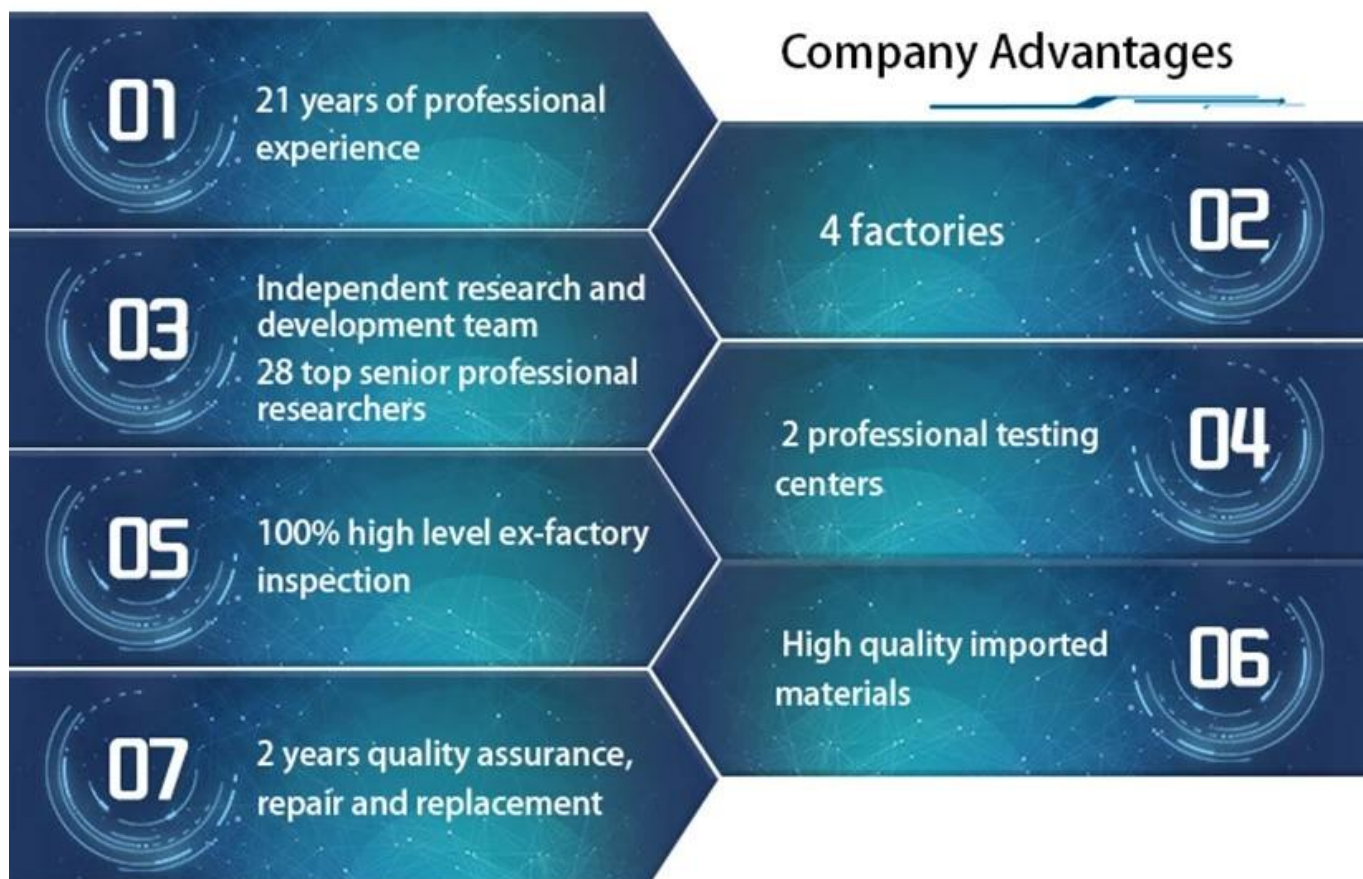 Company Advantages
01
21 years of professional
experience
02
4 factories
03
Independent research and
development team
28 top senior professional
researchers
04
2 professional testing
centers
05
100% high level ex-factory
inspection
06
High quality imported
materials
07
2 years quality assurance,
repair and replacement